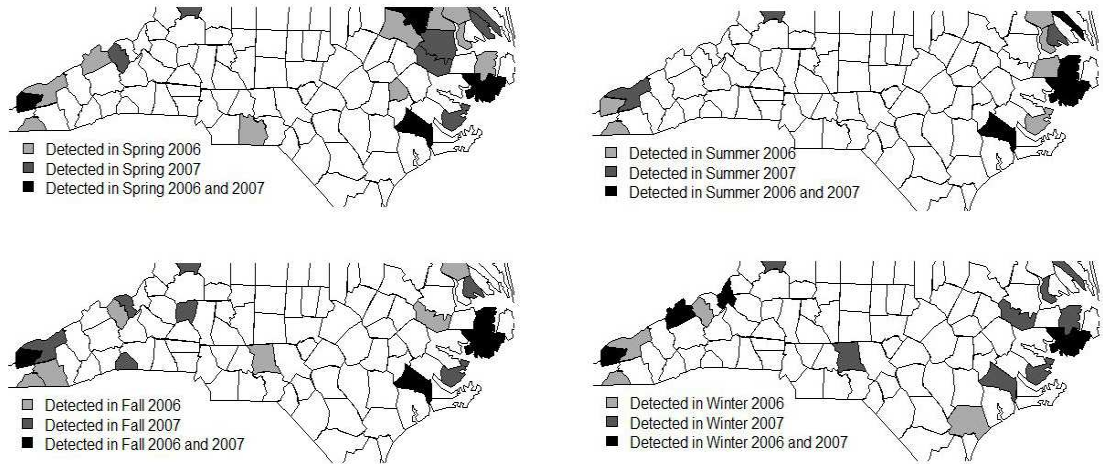 Detected in Spring 2006
Detected in Spring 2007
Detected in Spring 2006 and 2007
Detected in Summer 2006
Detected in Summer 2007
Detected in Summer 2006 and 2007
Detected in Fall 2006
Detected in Fall 2007
Detected in Fall 2006 and 2007
Detected in Winter 2006
Detected in Winter 2007
Detected in Winter 2006 and 2007